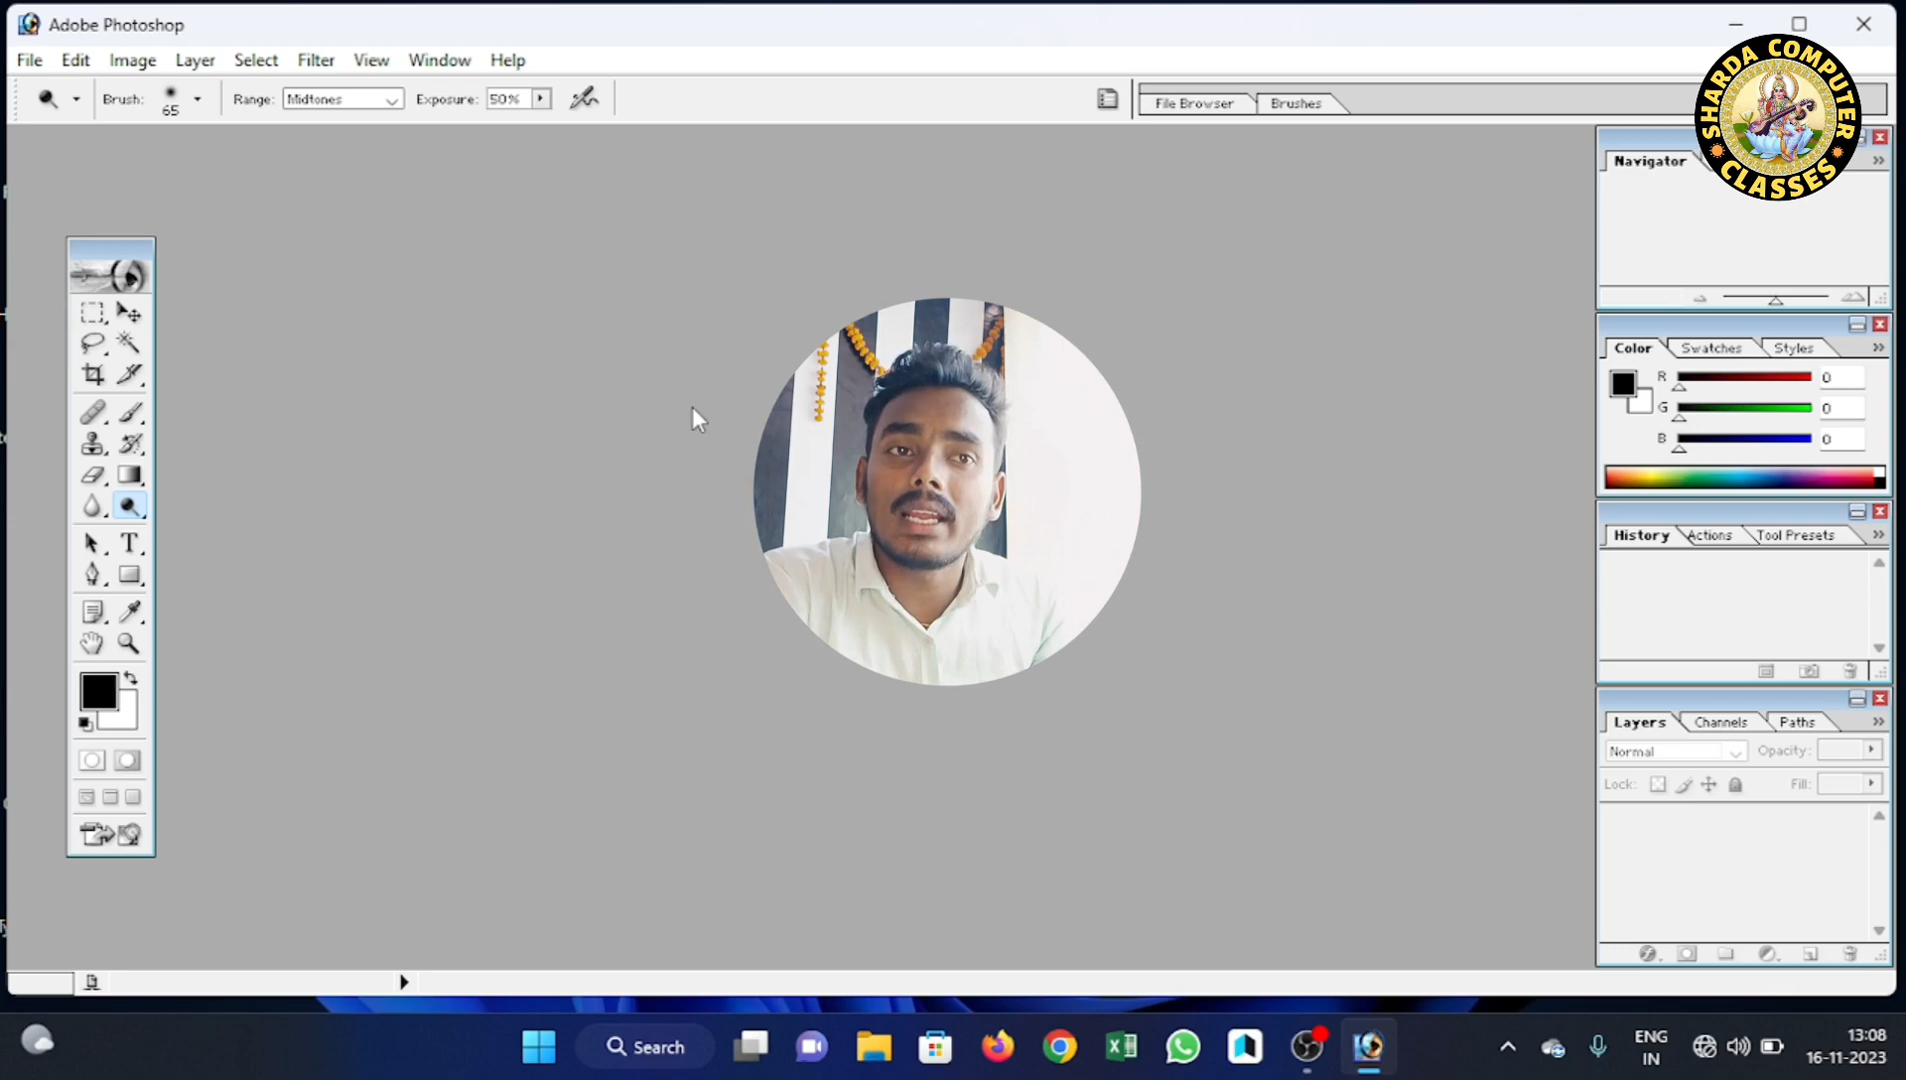 Adobe Photoshop
File Edit Image Layer Select Filter View Window Help
Brush: 65 Range: Midtones Exposure: 50% File Browser Brushes
SHARDA COMPUTER CLASSES
Navigator
Color Swatches Styles
R 0
G 0
B 0
History Actions Tool Presets
Layers Channels Paths
Normal Opacity:
Lock: Fill:
T
Search
ENG
IN
13:08
16-11-2023